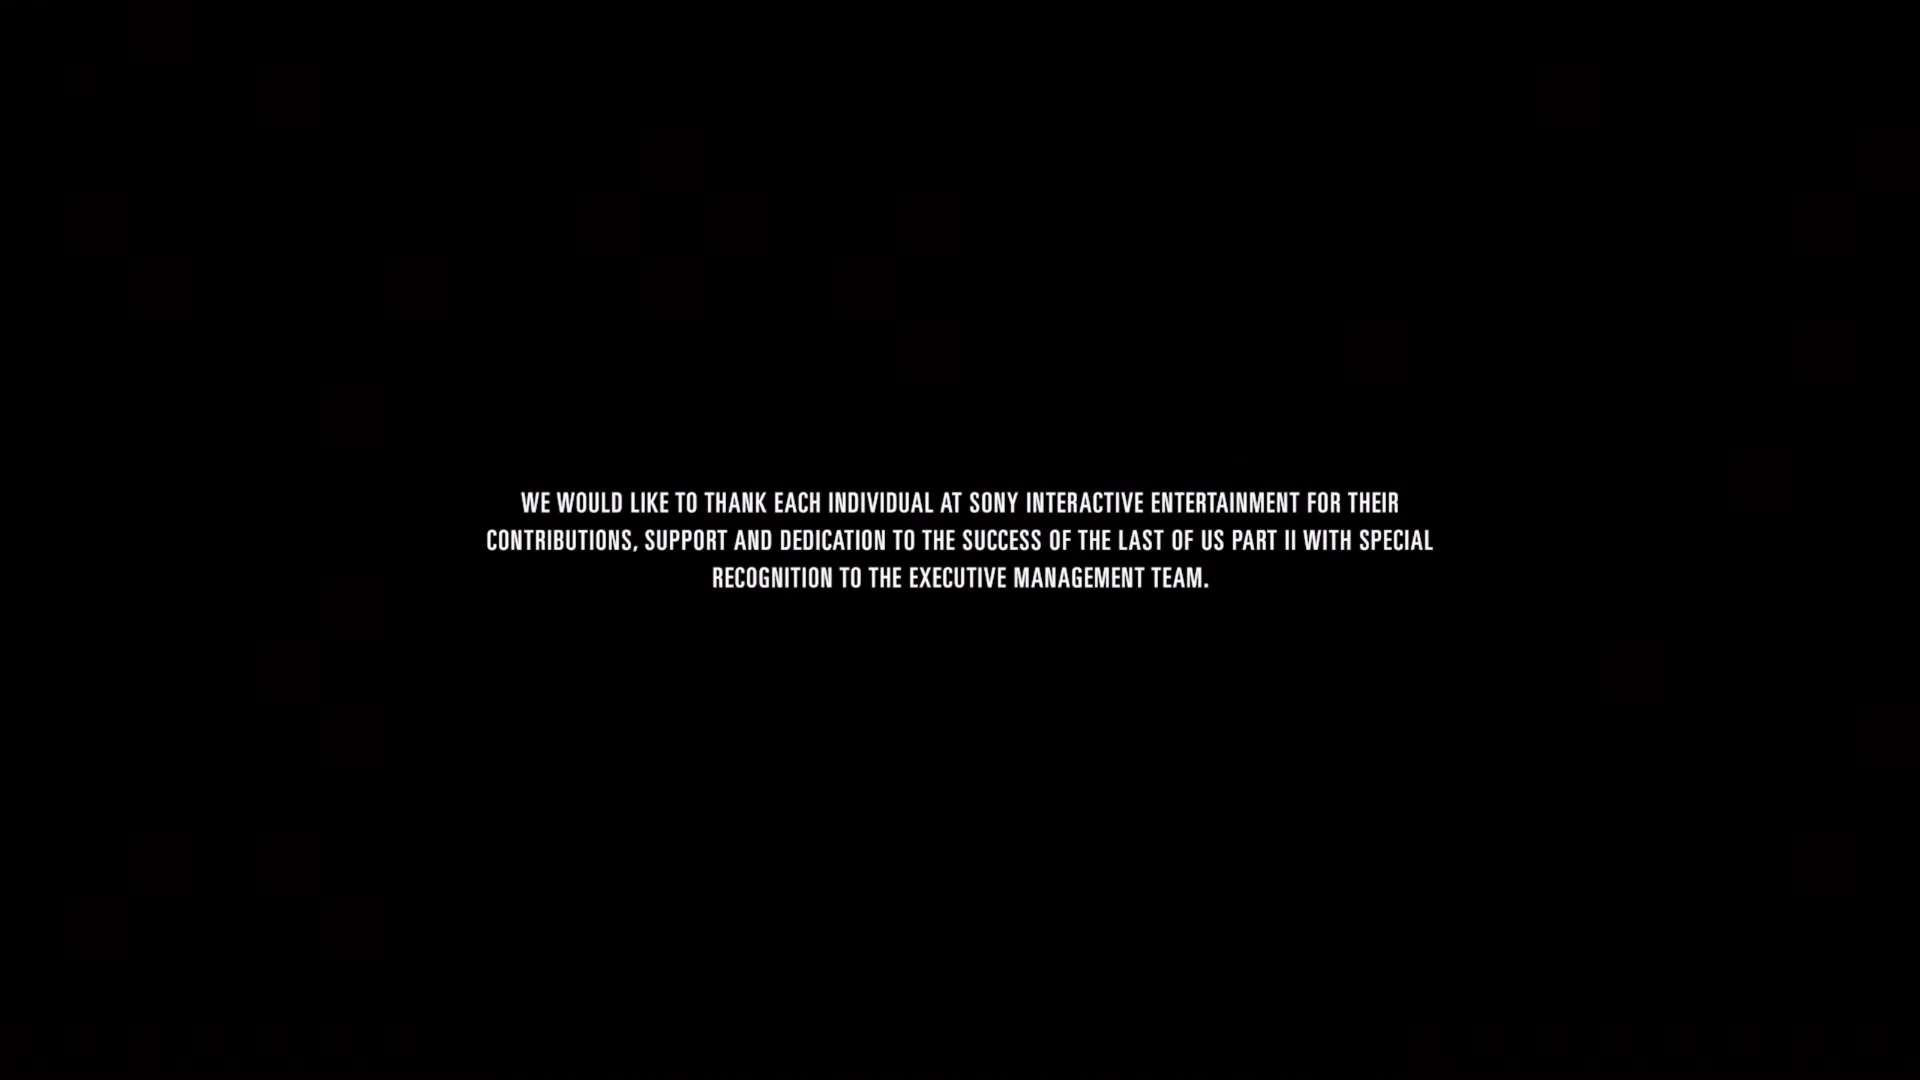 WE WOULD LIKE TO THANK EACH INDIVIDUAL AT SONY INTERACTIVE ENTERTAINMENT FOR THEIR
CONTRIBUTIONS, SUPPORT AND DEDICATION TO THE SUCCESS OF THE LAST OF US PART II WITH SPECIAL
RECOGNITION TO THE EXECUTIVE MANAGEMENT TEAM.